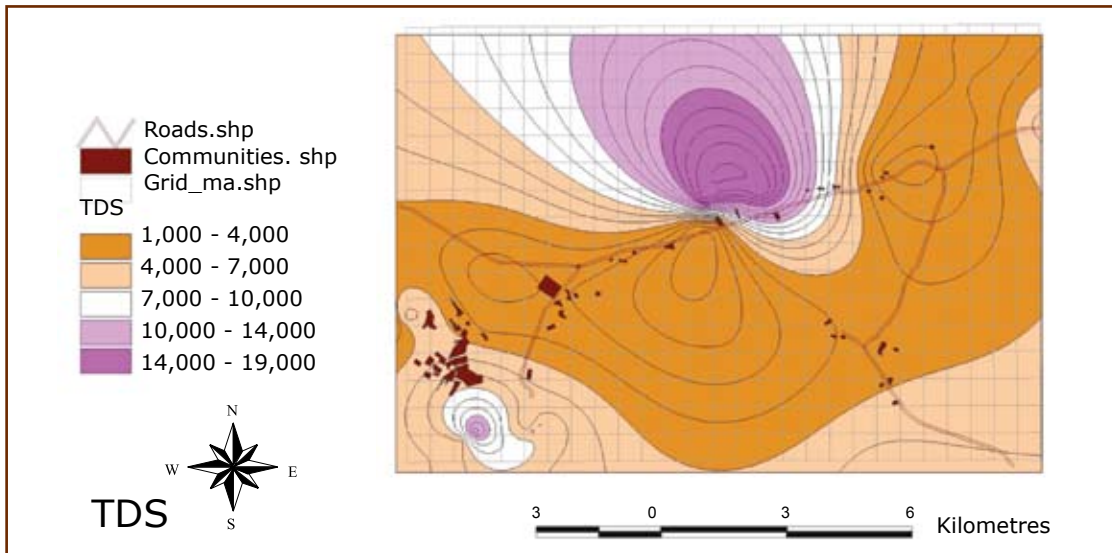 Roads.shp
Communities. shp
Grid_ma.shp
TDS
1,000 - 4,000
4,000 - 7,000
7,000 - 10,000
10,000 - 14,000
14,000 - 19,000
N
W E
S
TDS
3 0 3 6 Kilometres